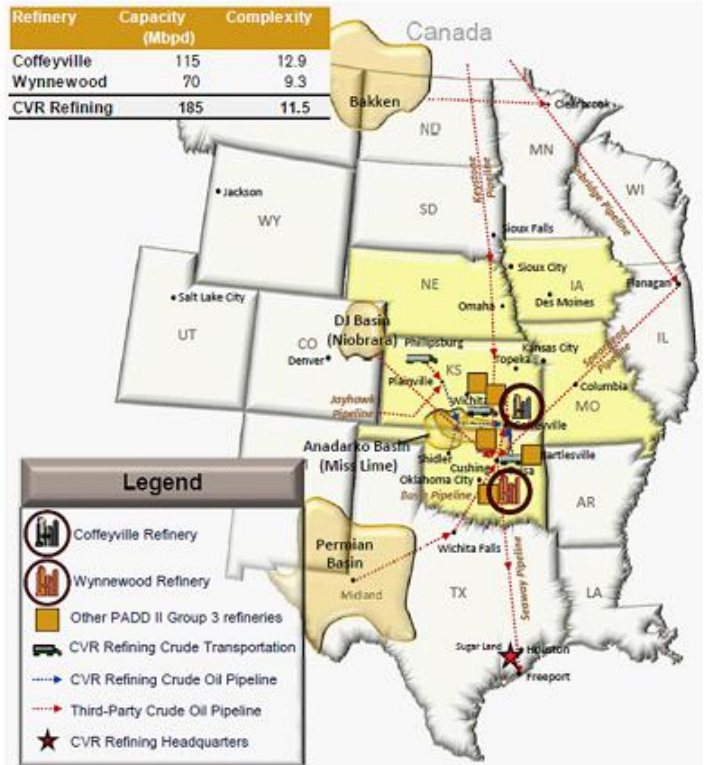 Refinery Capacity (Mbpd) Complexity
Coffeyville 115 12.9
Wynnewood 70 9.3
CVR Refining 185 11.5
Canada
Bakken
Clearbrook
ND
MN
Keystone Pipeline
WI
Jackson
WY
SD
Sioux Falls
Sioux City
NE
IA
Flanagan
Salt Lake City
Omaha
Des Moines
DJ Basin
(Niobrara)
UT
CO
Denver
Phillipsburg
KS
Kansas City
Topeka
IL
Spearhead Pipeline
Plainville
Columbia
Jayhawk
Pipeline
Wichita
MO
Anadarko Basin
(Miss Lime)
Shidler
Cushing
Bartlesville
Oklahoma City
Basin Pipeline
AR
Legend
Coffeyville Refinery
Wynnewood Refinery
Other PADD II Group 3 refineries
CVR Refining Crude Transportation
CVR Refining Crude Oil Pipeline
Third-Party Crude Oil Pipeline
CVR Refining Headquarters
Permian
Basin
Midland
Wichita Falls
TX
LA
Seaway Pipeline
Sugar Land
Houston
Freeport